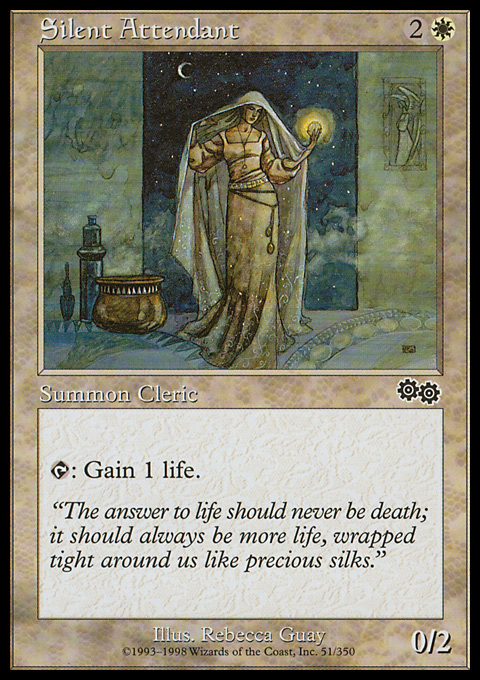 Silent Attendant 2
Summon Cleric
: Gain 1 life.
“The answer to life should never be death;
it should always be more life, wrapped
tight around us like precious silks.”
Illus. Rebecca Guay
©1993–1998 Wizards of the Coast, Inc. 51/350
0/2